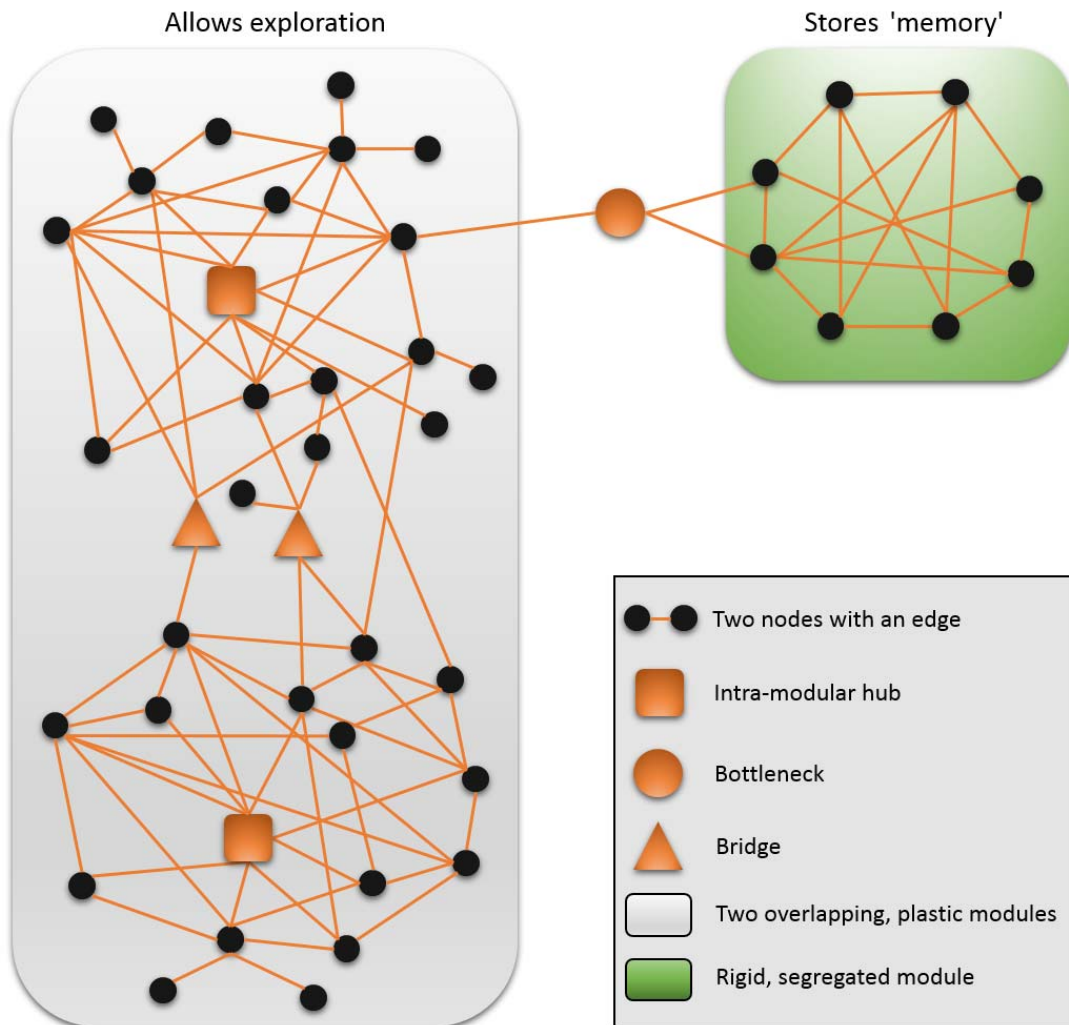 Allows exploration
Stores 'memory'
Two nodes with an edge
Intra-modular hub
Bottleneck
Bridge
Two overlapping, plastic modules
Rigid, segregated module